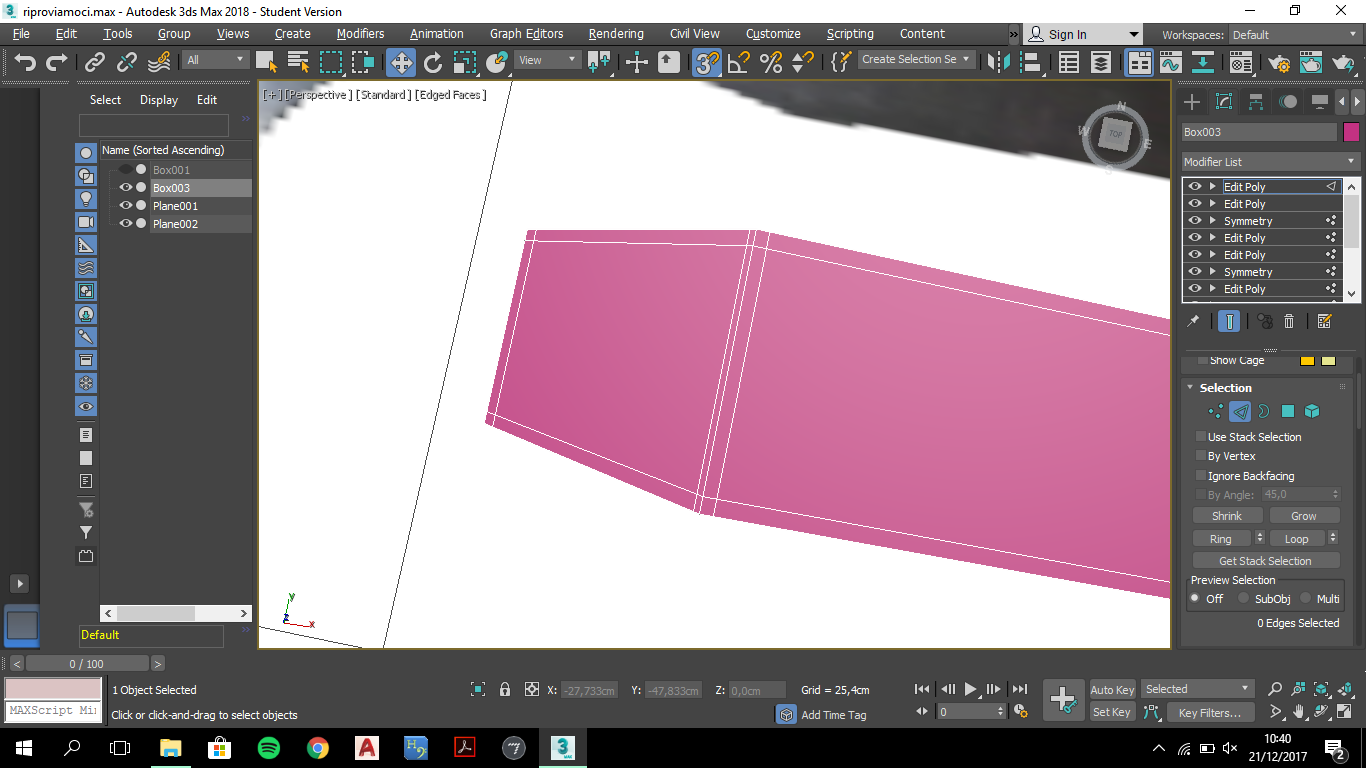 riproviamoci.max - Autodesk 3ds Max 2018 - Student Version
File Edit Tools Group Views Create Modifiers Animation Graph Editors Rendering Civil View Customize Scripting Content » Sign In Workspaces: Default
All View 3 Create Selection Se
Select Display Edit
[+] [Perspective ] [Standard ] [Edged Faces ]
N
W TOP E
S
Name (Sorted Ascending)
Box001
Box003
Plane001
Plane002
Box003
Modifier List
Edit Poly
Edit Poly
Symmetry
Edit Poly
Edit Poly
Symmetry
Edit Poly
Show Cage
Selection
Use Stack Selection
By Vertex
Ignore Backfacing
By Angle: 45,0
Shrink Grow
Ring Loop
Get Stack Selection
Preview Selection
Off SubObj Multi
0 Edges Selected
y
z x
Default
< 0 / 100 >
1 Object Selected X: -27,733cm Y: -47,833cm Z: 0,0cm Grid = 25,4cm Auto Key Selected
MAXScript Mi Click or click-and-drag to select objects Add Time Tag 0 Set Key Key Filters...
3 MAX
10:40
21/12/2017
2